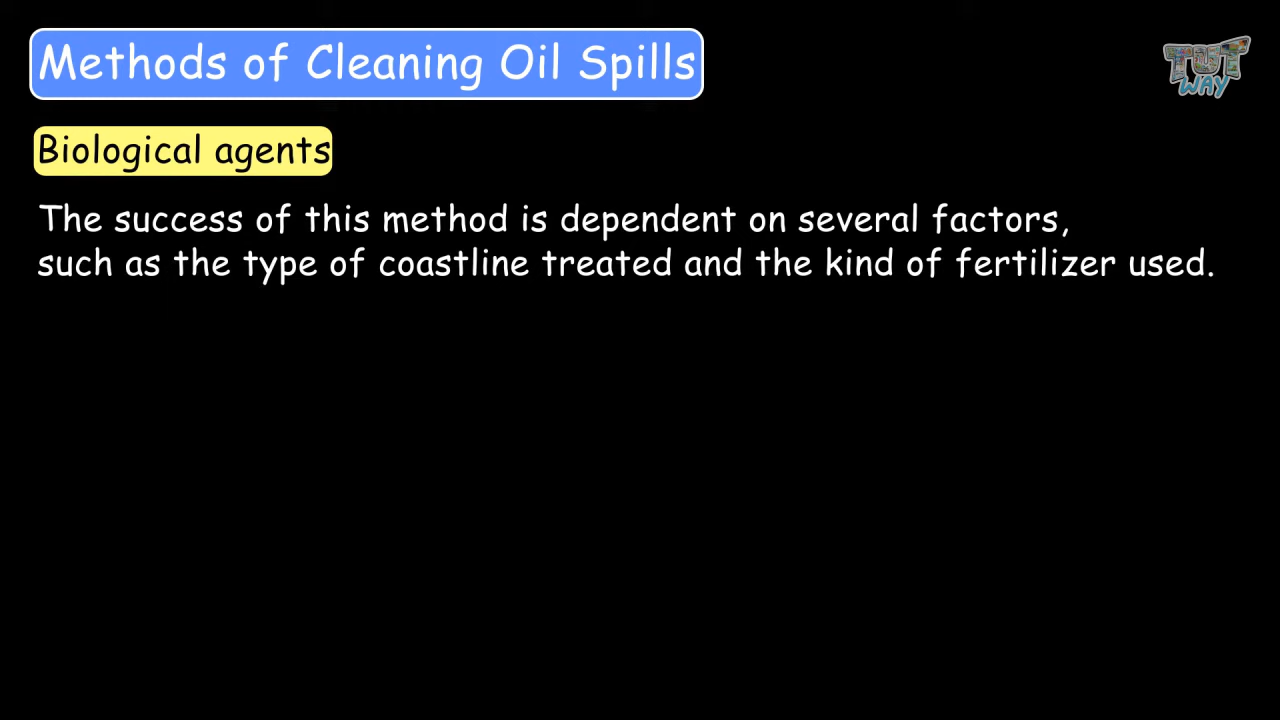 Methods of Cleaning Oil Spills
TUT
WAY
Biological agents
The success of this method is dependent on several factors,
such as the type of coastline treated and the kind of fertilizer used.